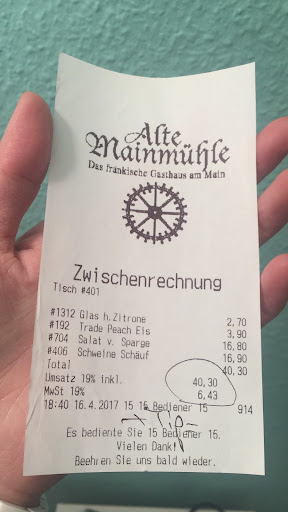 Alte
Mainmühle
Das fränkische Gasthaus am Main
Zwischenrechnung
Tisch #401
#1312 Glas h.Zitrone 2,70
#192 Trade Peach Eis 3,90
#704 Salat v. Sparge 16,80
#406 Schweine Schäuf 16,90
Total 40,30
Umsatz 19% inkl. 40,30
MwSt 19% 6,43
18:40 16.4.2017 15 15 Bediener 15 914
+ Tip
Es bediente Sie 15 Bediener 15.
Vielen Dank!
Beehren Sie uns bald wieder.